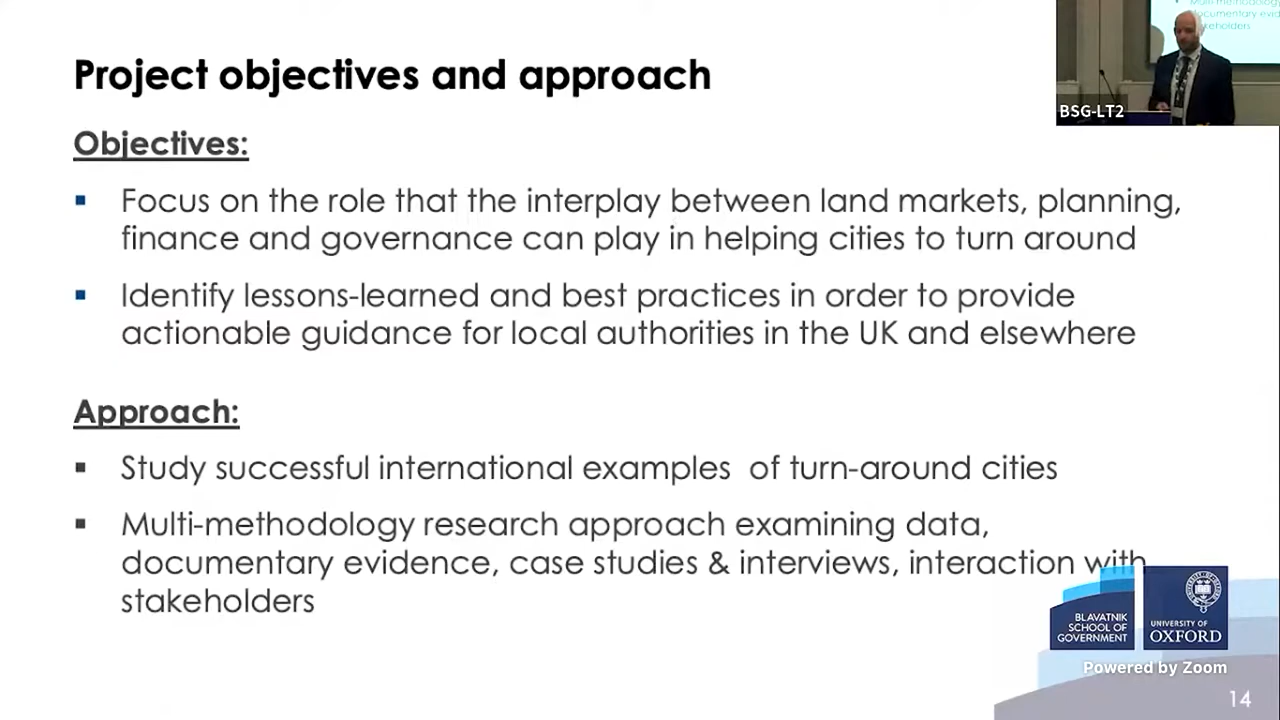 Project objectives and approach
Objectives:
▪ Focus on the role that the interplay between land markets, planning,
finance and governance can play in helping cities to turn around
▪ Identify lessons-learned and best practices in order to provide
actionable guidance for local authorities in the UK and elsewhere
Approach:
▪ Study successful international examples  of turn-around cities
▪ Multi-methodology research approach examining data,
documentary evidence, case studies & interviews, interaction with
stakeholders
BSG-LT2
BLAVATNIK
SCHOOL OF
GOVERNMENT
UNIVERSITY OF
OXFORD
Powered by Zoom
14